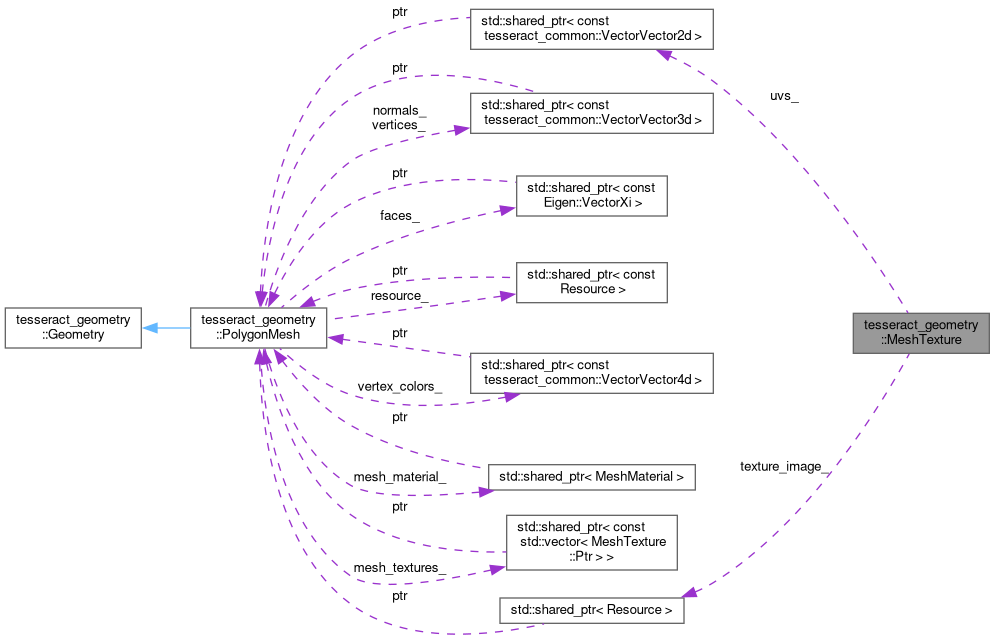 ptr
std::shared_ptr< const
tesseract_common::VectorVector2d >
uvs_
ptr
std::shared_ptr< const
tesseract_common::VectorVector3d >
normals_
vertices_
ptr
std::shared_ptr< const
Eigen::VectorXi >
faces_
ptr
std::shared_ptr< const
Resource >
resource_
tesseract_geometry
::Geometry
tesseract_geometry
::PolygonMesh
tesseract_geometry
::MeshTexture
ptr
std::shared_ptr< const
tesseract_common::VectorVector4d >
vertex_colors_
ptr
texture_image_
mesh_material_
std::shared_ptr< MeshMaterial >
ptr
std::shared_ptr< const
std::vector< MeshTexture
::Ptr > >
mesh_textures_
ptr
std::shared_ptr< Resource >